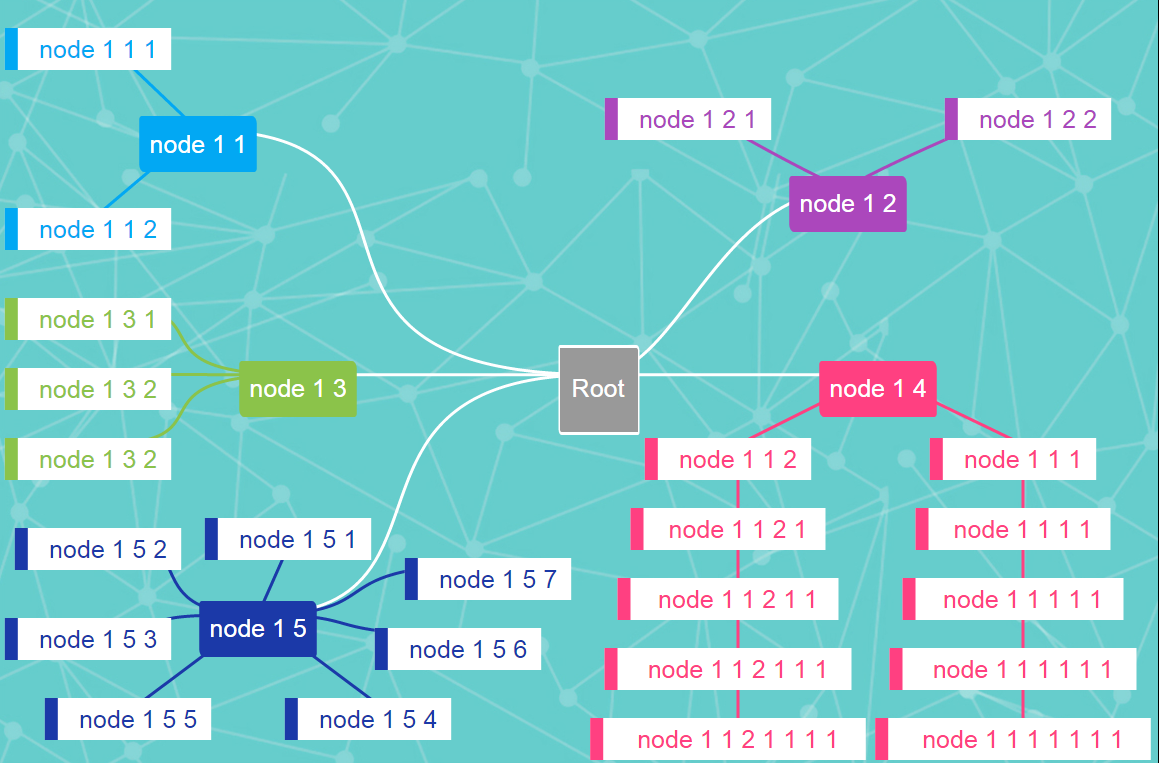 node 1 1 1
node 1 1
node 1 1 2
node 1 2 1
node 1 2 2
node 1 2
node 1 3 1
node 1 3 2
node 1 3 2
node 1 3
Root
node 1 4
node 1 1 2
node 1 1 1
node 1 1 2 1
node 1 1 1 1
node 1 1 2 1 1
node 1 1 1 1 1
node 1 1 2 1 1 1
node 1 1 1 1 1 1
node 1 1 2 1 1 1 1
node 1 1 1 1 1 1 1
node 1 5 2
node 1 5 1
node 1 5 7
node 1 5 3
node 1 5
node 1 5 6
node 1 5 5
node 1 5 4